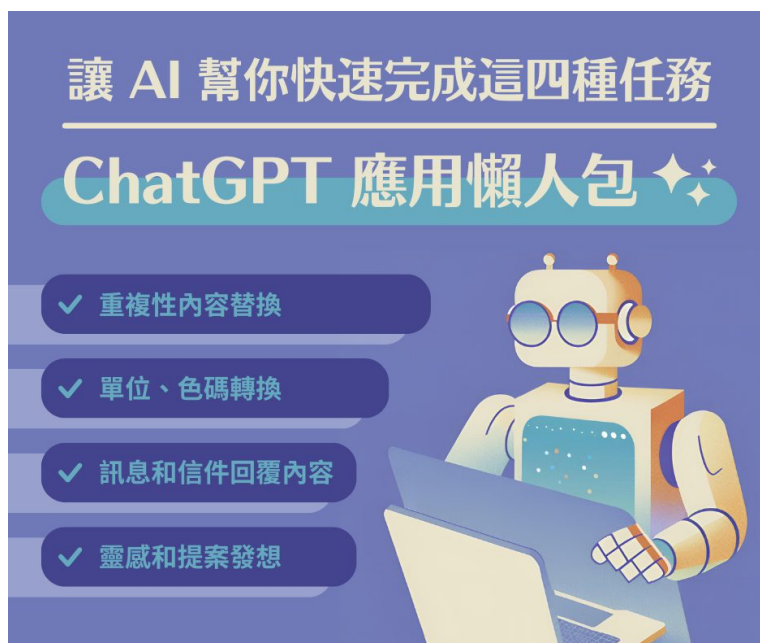 讓 AI 幫你快速完成這四種任務
ChatGPT 應用懶人包
重複性內容替換
單位、色碼轉換
訊息和信件回覆內容
靈感和提案發想